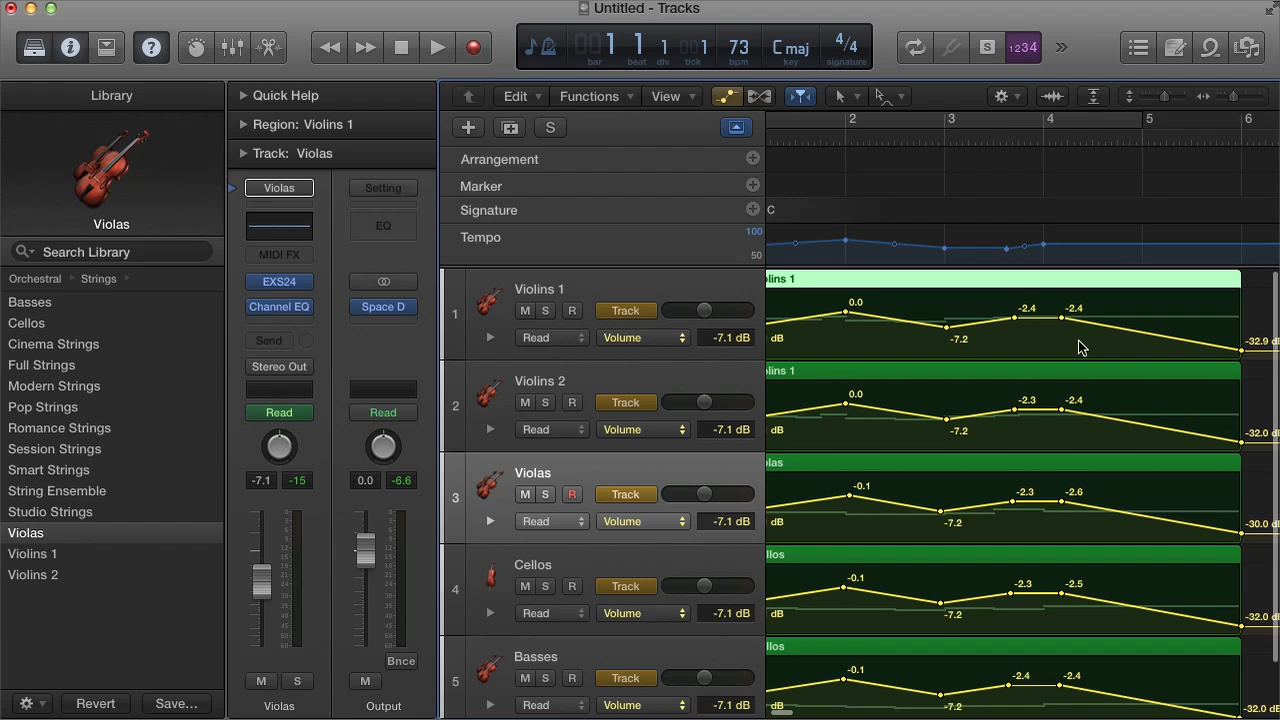 Untitled - Tracks
001 1 1 001 73 C maj 4/4
bar beat div tick bpm key signature
1234
Library
Violas
Search Library
Orchestral Strings
Basses
Cellos
Cinema Strings
Full Strings
Modern Strings
Pop Strings
Romance Strings
Session Strings
Smart Strings
String Ensemble
Studio Strings
Violas
Violins 1
Violins 2
Revert Save...
Quick Help
Region: Violins 1
Track: Violas
Violas Setting
EQ
MIDI FX
EXS24
Channel EQ Space D
Send
Stereo Out
Read Read
-7.1 -15 0.0 -6.6
Bnce
M S M
Violas Output
Edit Functions View
S
Arrangement
Marker
Signature
Tempo 100
50
2 3 4 5 6
C
1 Violins 1
M S R Track
Read Volume -7.1 dB
olins 1
0.0 -7.2 -2.4 -2.4 -32.9
dB
2 Violins 2
M S R Track
Read Volume -7.1 dB
olins 1
0.0 -7.2 -2.3 -2.4 -32.0 d
dB
3 Violas
M S R Track
Read Volume -7.1 dB
olas
-0.1 -7.2 -2.3 -2.6 -30.0 d
dB
4 Cellos
M S R Track
Read Volume -7.1 dB
ellos
-0.1 -7.2 -2.3 -2.5 -32.0 d
dB
5 Basses
M S R Track
Read Volume -7.1 dB
ellos
-0.1 -7.2 -2.4 -2.4 -32.0 d
dB